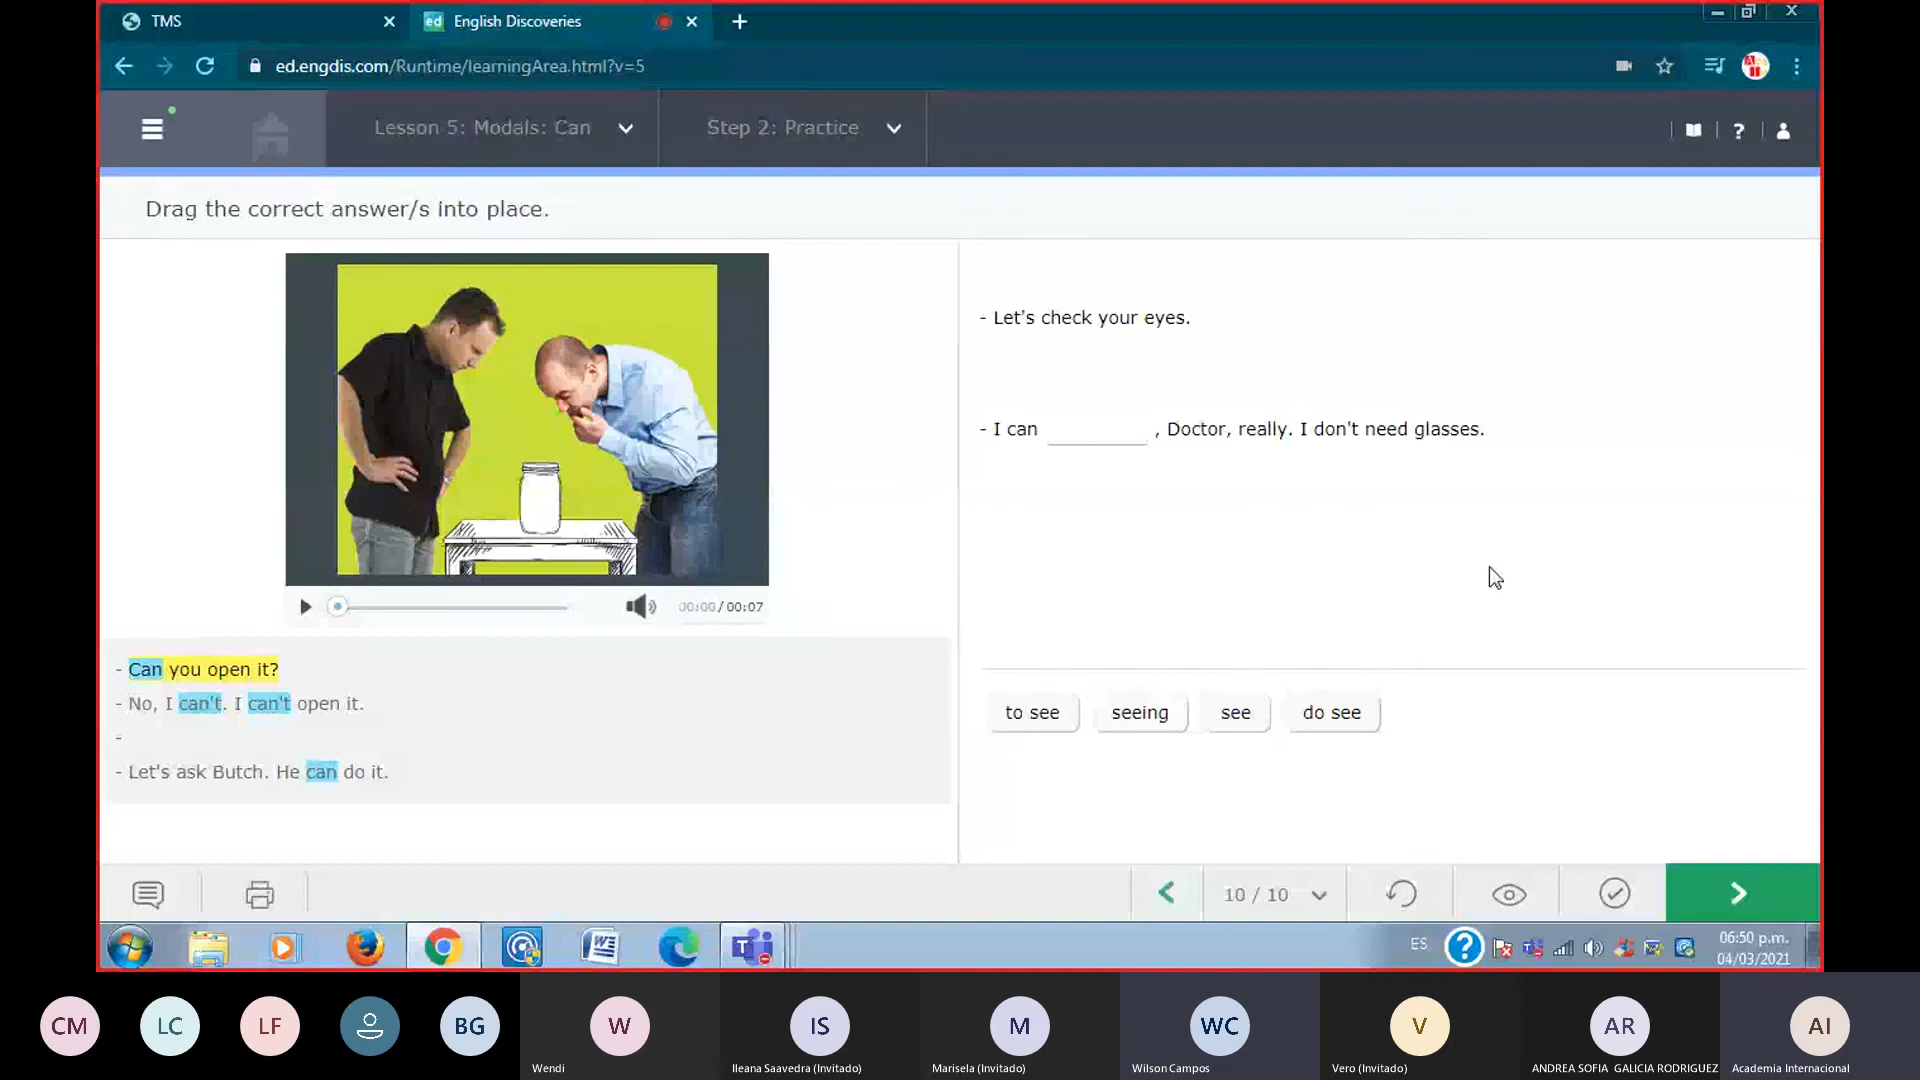 TMS
ed English Discoveries
ed.engdis.com/Runtime/learningArea.html?v=5
Lesson 5: Modals: Can
Step 2: Practice
?
Drag the correct answer/s into place.
- Let's check your eyes.
- I can __________ , Doctor, really. I don't need glasses.
00:00 / 00:07
- Can you open it?
- No, I can't. I can't open it.
-
- Let's ask Butch. He can do it.
to see
seeing
see
do see
10 / 10
ES
06:50 p.m.
04/03/2021
CM
LC
LF
BG
W
IS
M
WC
V
AR
AI
Wendi
Ileana Saavedra (Invitado)
Marisela (Invitado)
Wilson Campos
Vero (Invitado)
ANDREA SOFIA GALICIA RODRIGUEZ
Academia Internacional